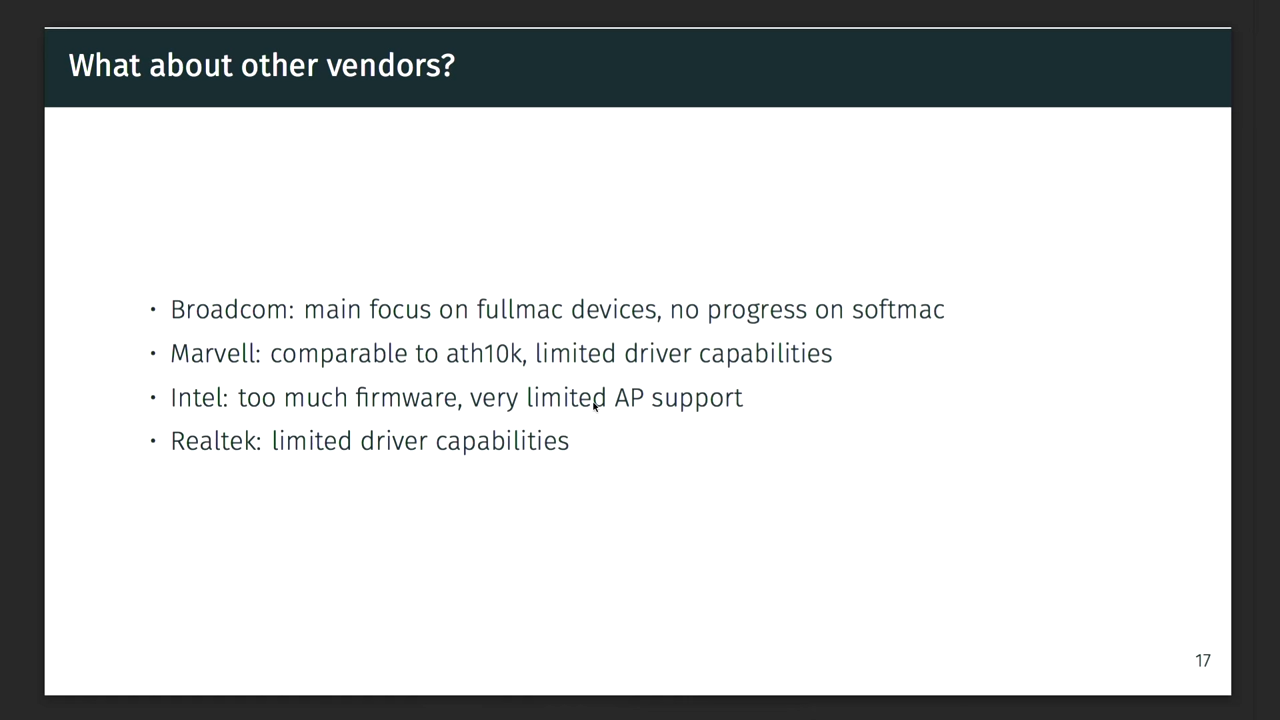 What about other vendors?
• Broadcom: main focus on fullmac devices, no progress on softmac
• Marvell: comparable to ath10k, limited driver capabilities
• Intel: too much firmware, very limited AP support
• Realtek: limited driver capabilities
17